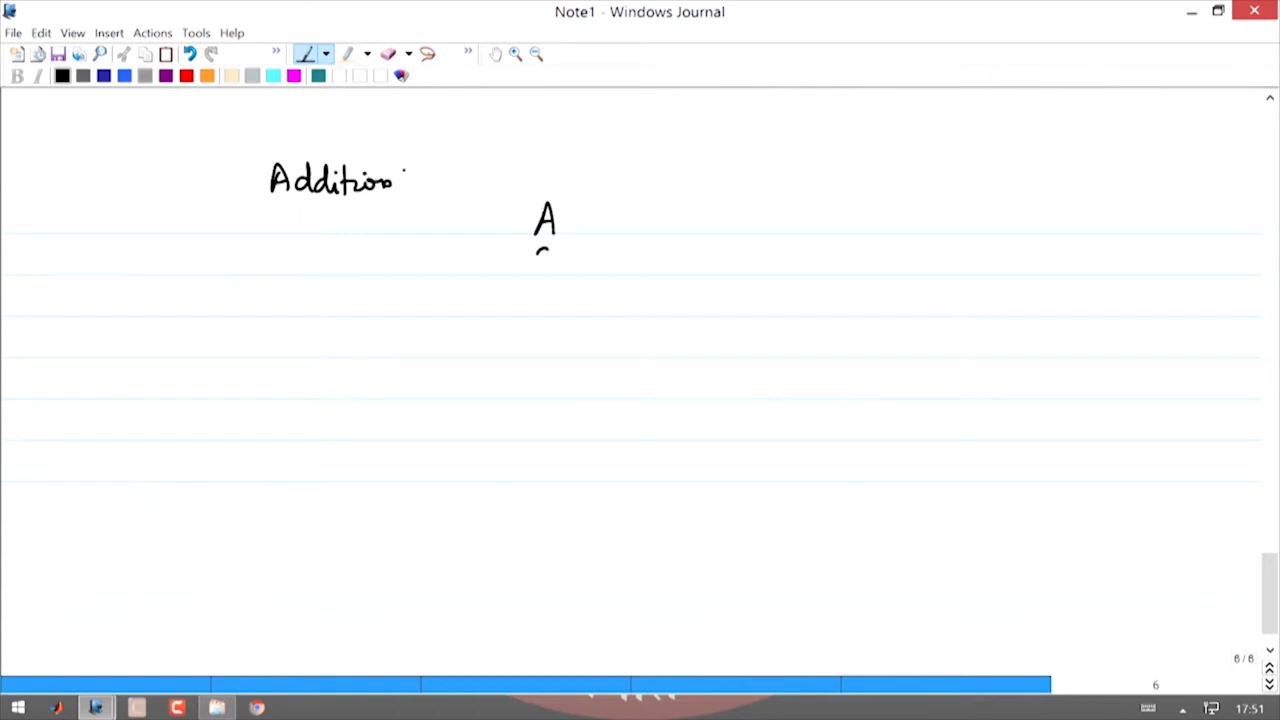 Note1 - Windows Journal
File Edit View Insert Actions Tools Help
B I
Addition
A
6 / 6
6
17:51